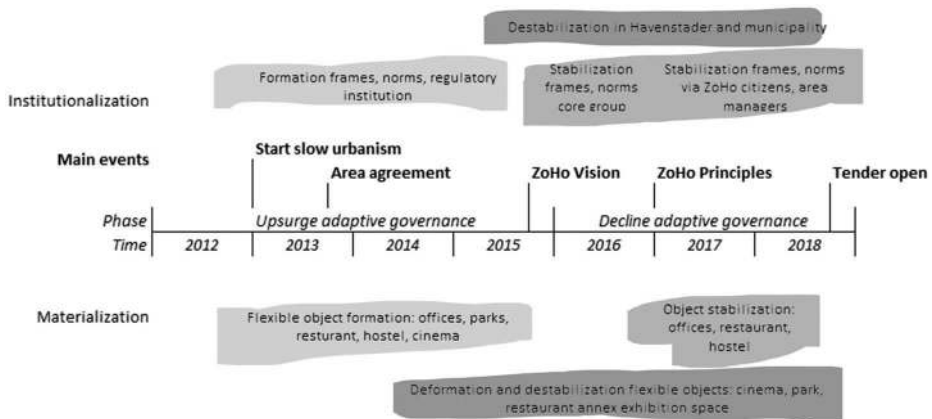 Destabilization in Havenstader and municipality
Formation frames, norms, regulatory
institution
Stabilization
frames, norms
core group
Stabilization frames, norms
via ZoHo citizens, area
managers
Institutionalization
Main events
Start slow urbanism
Area agreement
ZoHo Vision
ZoHo Principles
Tender open
Phase
Upsurge adaptive governance
Decline adaptive governance
Time
2012
2013
2014
2015
2016
2017
2018
Materialization
Flexible object formation: offices, parks,
resturant, hostel, cinema
Object stabilization:
offices, restaurant,
hostel
Deformation and destabilization flexible objects: cinema, park,
restaurant annex exhibition space